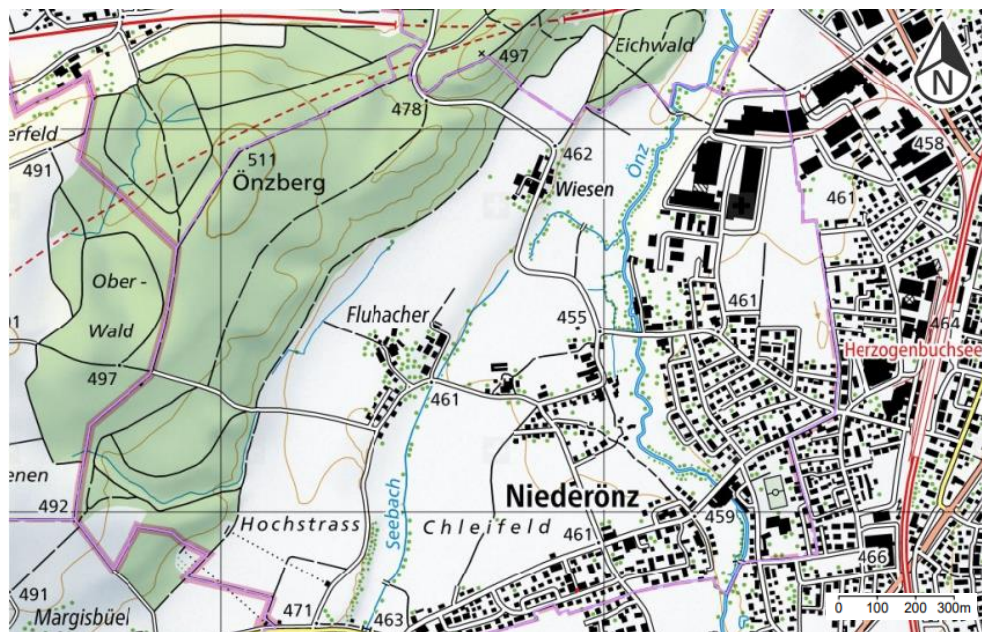 497
Eichwald
N
478
erfeld
491
511
Önzberg
462
Wiesen
Önz
458
461
Ober-
Wald
Fluhacher
455
461
464
Herzogenbuchsee
497
461
enen
492
Niederönz
Hochstrass
Seebach
Chleifeld
461
459
466
491
Margisbüel
471
463
0 100 200 300m